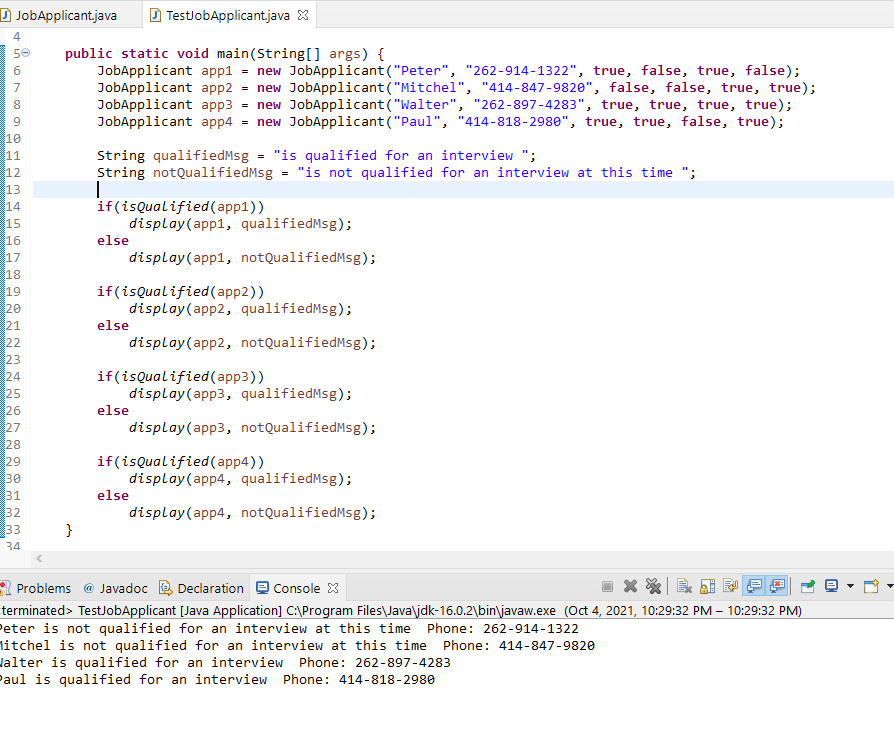 JobApplicant.java TestJobApplicant.java
4
5 public static void main(String[] args) {
6 JobApplicant app1 = new JobApplicant("Peter", "262-914-1322", true, false, true, false);
7 JobApplicant app2 = new JobApplicant("Mitchel", "414-847-9820", false, false, true, true);
8 JobApplicant app3 = new JobApplicant("Walter", "262-897-4283", true, true, true, true);
9 JobApplicant app4 = new JobApplicant("Paul", "414-818-2980", true, true, false, true);
10
11 String qualifiedMsg = "is qualified for an interview ";
12 String notQualifiedMsg = "is not qualified for an interview at this time ";
13
14 if(isQualified(app1))
15 display(app1, qualifiedMsg);
16 else
17 display(app1, notQualifiedMsg);
18
19 if(isQualified(app2))
20 display(app2, qualifiedMsg);
21 else
22 display(app2, notQualifiedMsg);
23
24 if(isQualified(app3))
25 display(app3, qualifiedMsg);
26 else
27 display(app3, notQualifiedMsg);
28
29 if(isQualified(app4))
30 display(app4, qualifiedMsg);
31 else
32 display(app4, notQualifiedMsg);
33 }
34
Problems @ Javadoc Declaration Console
terminated> TestJobApplicant [Java Application] C:\Program Files\Java\jdk-16.0.2\bin\javaw.exe (Oct 4, 2021, 10:29:32 PM – 10:29:32 PM)
Peter is not qualified for an interview at this time  Phone: 262-914-1322
Mitchel is not qualified for an interview at this time  Phone: 414-847-9820
Walter is qualified for an interview  Phone: 262-897-4283
Paul is qualified for an interview  Phone: 414-818-2980